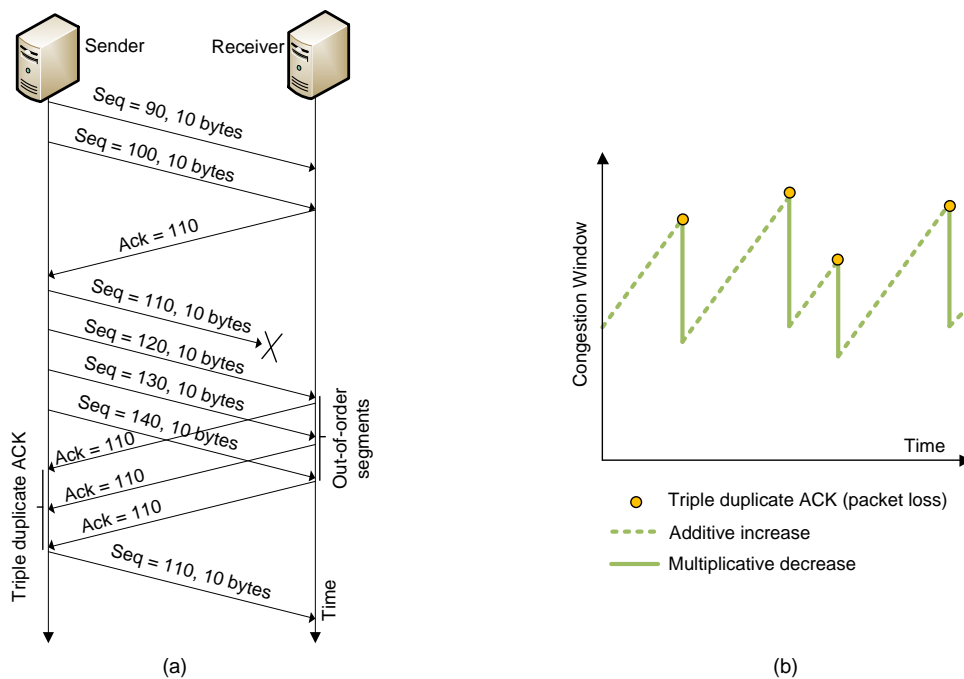 Sender
Receiver
Seq = 90, 10 bytes
Seq = 100, 10 bytes
Ack = 110
Seq = 110, 10 bytes
Seq = 120, 10 bytes
Seq = 130, 10 bytes
Seq = 140, 10 bytes
Ack = 110
Ack = 110
Ack = 110
Seq = 110, 10 bytes
Triple duplicate ACK
Out-of-order
segments
Time
(a)
Congestion Window
Time
Triple duplicate ACK (packet loss)
Additive increase
Multiplicative decrease
(b)